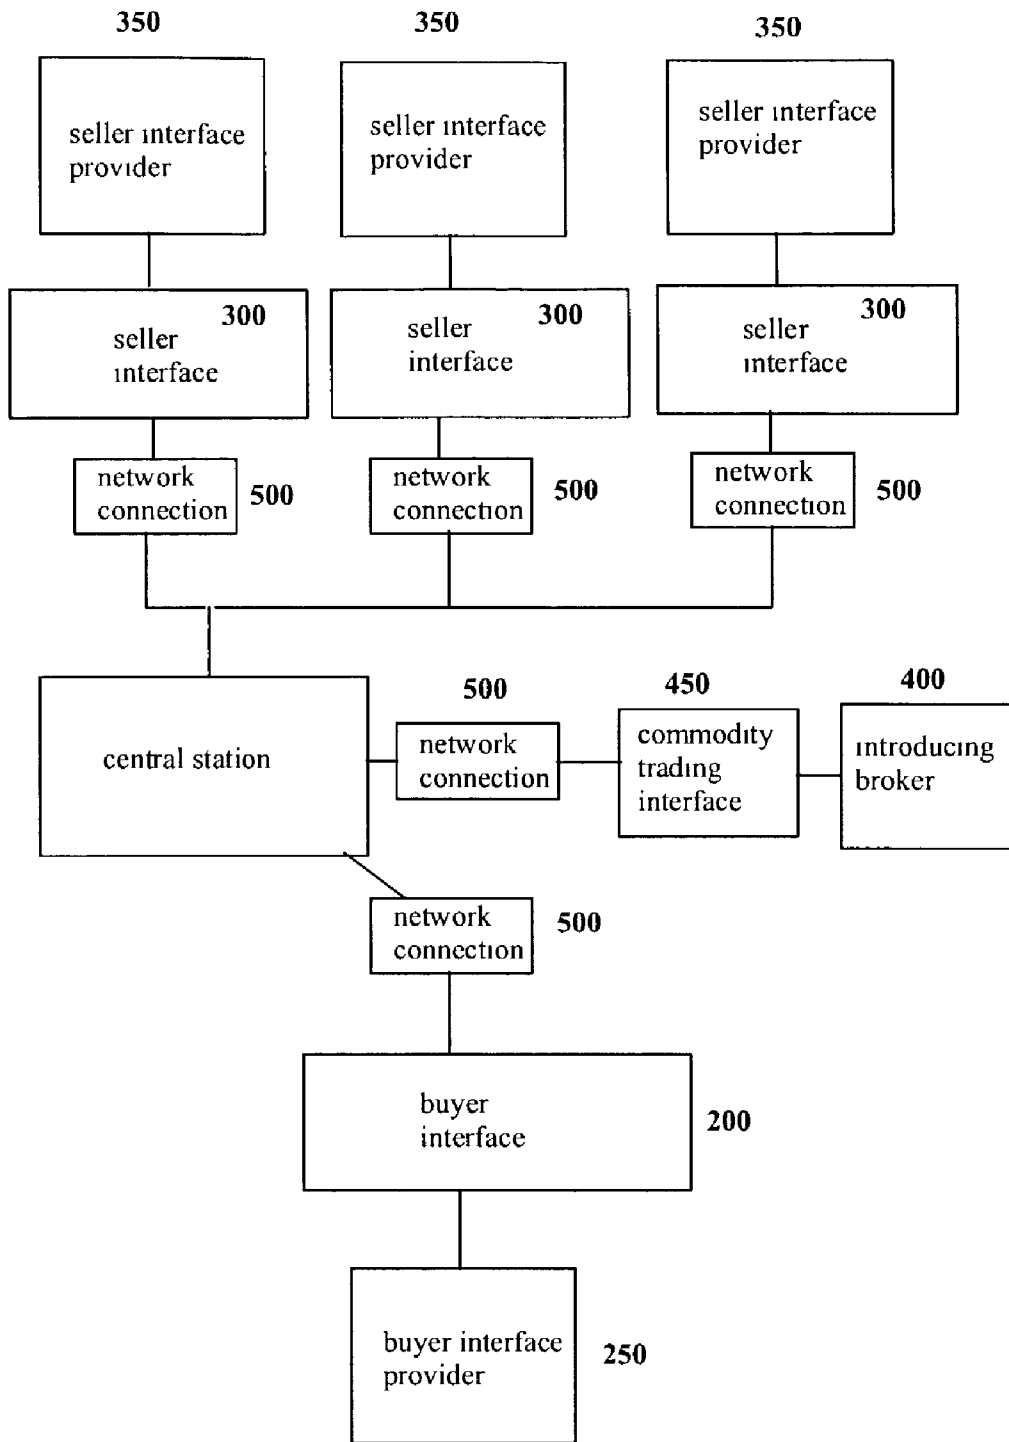 350
350
350
seller interface
provider
seller interface
provider
seller interface
provider
300
seller
interface
300
seller
interface
300
seller
interface
network
connection
500
network
connection
500
network
connection
500
central station
500
network
connection
450
commodity
trading
interface
400
introducing
broker
network
connection
500
buyer
interface
200
buyer interface
provider
250